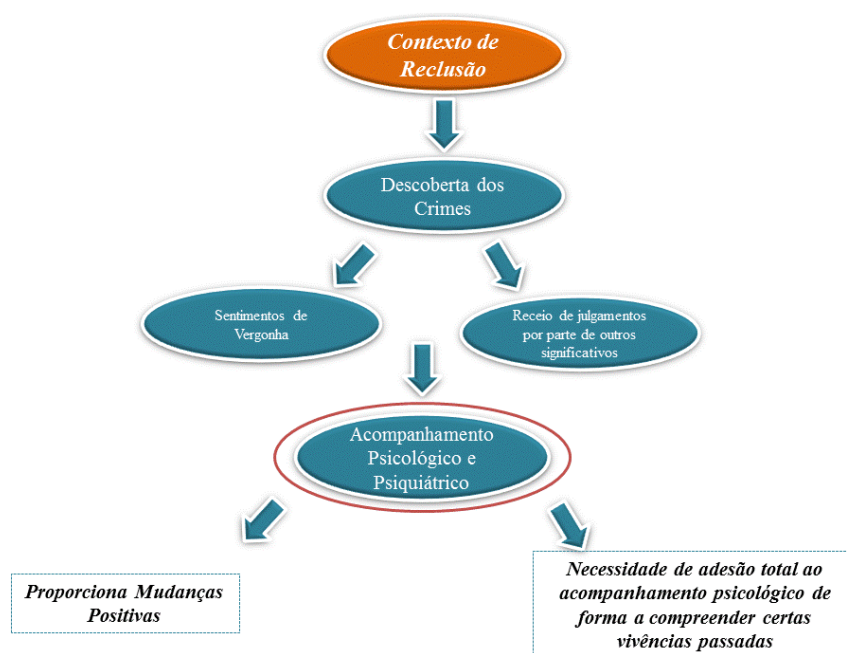 Contexto de
Reclusão
Descoberta dos
Crimes
Sentimentos de
Vergonha
Receio de julgamentos
por parte de outros
significativos
Acompanhamento
Psicológico e
Psiquiátrico
Proporciona Mudanças
Positivas
Necessidade de adesão total ao
acompanhamento psicológico de
forma a compreender certas
vivências passadas